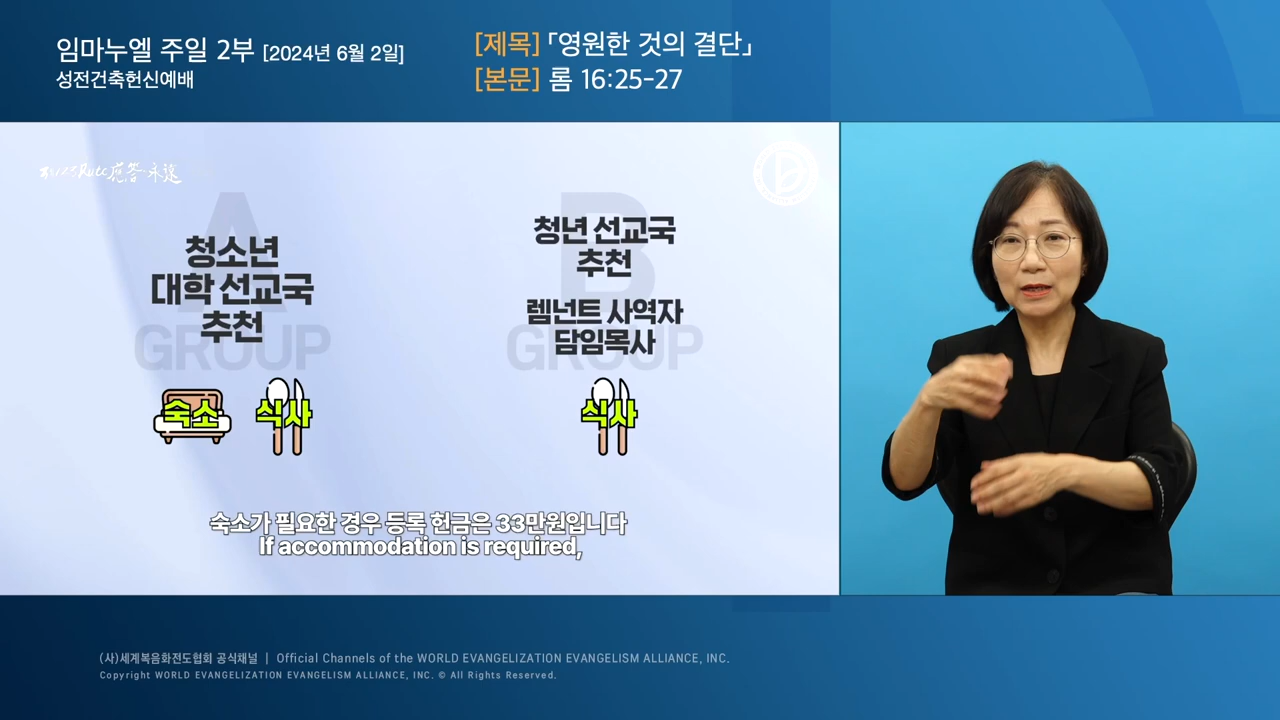 임마누엘 주일 2부 [2024년 6월 2일]
성전건축헌신예배
[제목] 「영원한 것의 결단」
[본문] 롬 16:25-27
A
GROUP
청소년
대학 선교국
추천
숙소
식사
B
GROUP
청년 선교국
추천
렘넌트 사역자
담임목사
식사
숙소가 필요한 경우 등록 헌금은 33만원입니다
If accommodation is required,
(사)세계복음화전도협회 공식채널 | Official Channels of the WORLD EVANGELIZATION EVANGELISM ALLIANCE, INC.
Copyright WORLD EVANGELIZATION EVANGELISM ALLIANCE, INC. © All Rights Reserved.